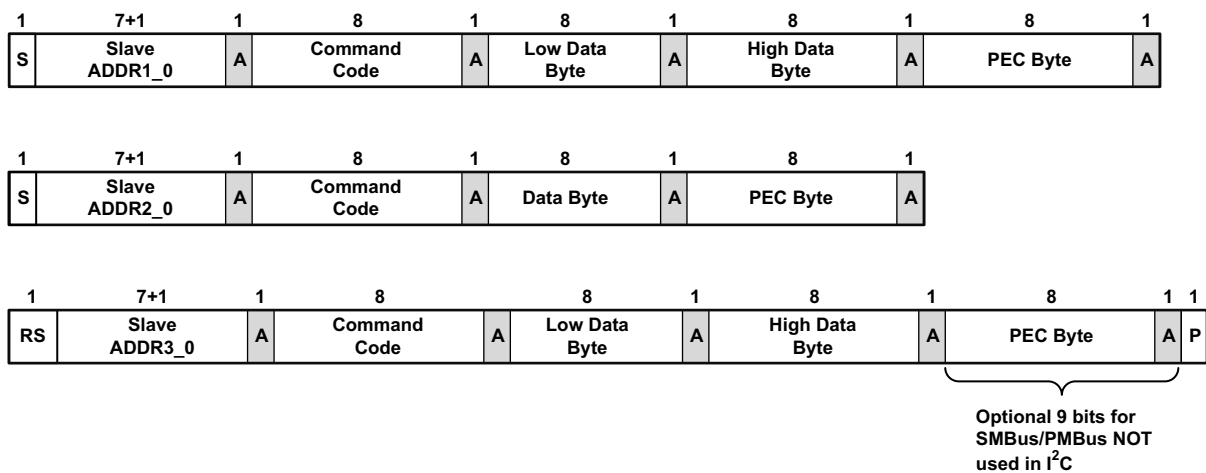 1 7+1 1 8 1 8 1 8 1 8 1
S Slave ADDR1_0 A Command Code A Low Data Byte A High Data Byte A PEC Byte A
1 7+1 1 8 1 8 1 8 1
S Slave ADDR2_0 A Command Code A Data Byte A PEC Byte A
1 7+1 1 8 8 1 8 1 8 1 1
RS Slave ADDR3_0 A Command Code A Low Data Byte A High Data Byte A PEC Byte A P
Optional 9 bits for
SMBus/PMBus NOT
used in I²C